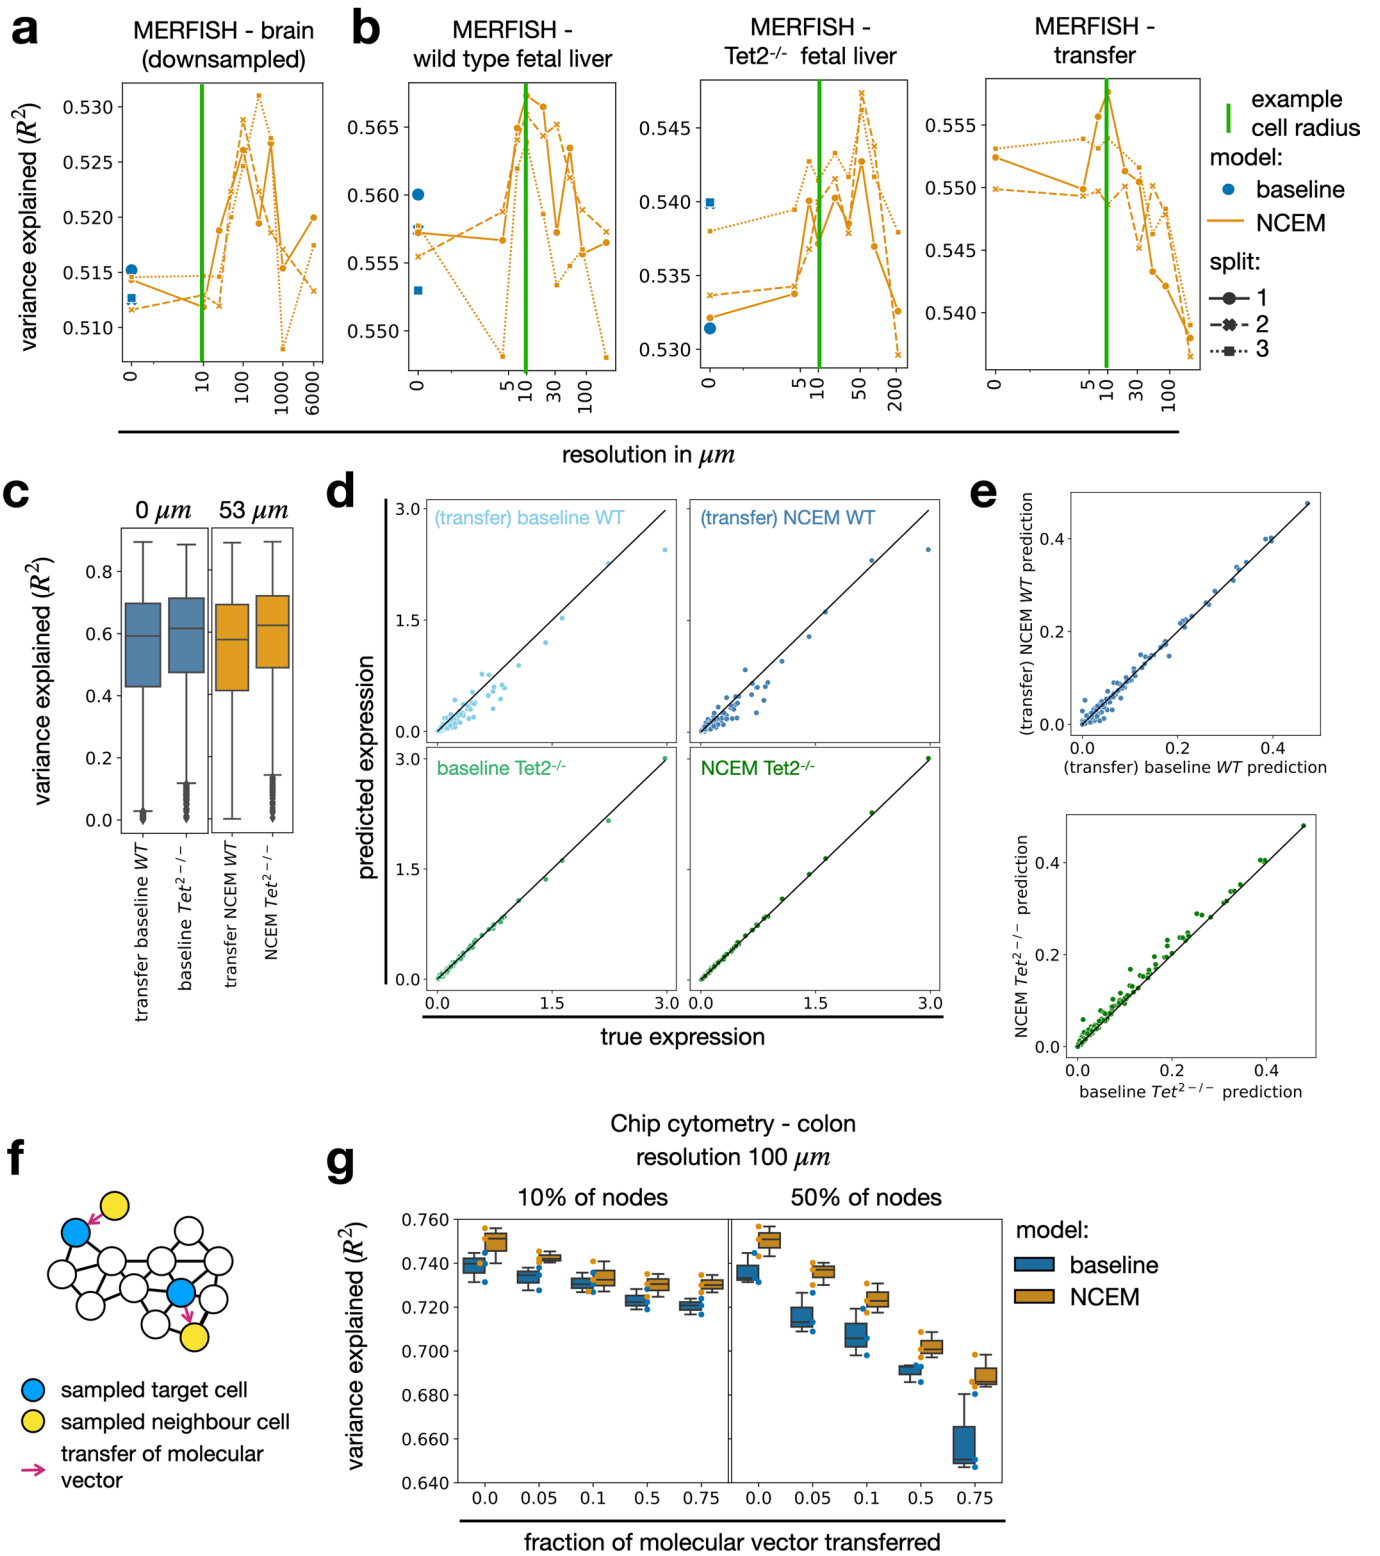 a
MERFISH - brain
(downsampled)
b
MERFISH -
wild type fetal liver
MERFISH -
Tet2-/- fetal liver
MERFISH -
transfer
variance explained (R²)
0.530
0.525
0.520
0.515
0.510
0
10
100
1000
6000
0.565
0.560
0.555
0.550
0
5
10
30
100
0.545
0.540
0.535
0.530
0
5
10
50
200
0.555
0.550
0.545
0.540
0
5
10
30
100
example
cell radius
model:
baseline
NCEM
split:
1
2
3
resolution in μm
c
0 μm
53 μm
variance explained (R²)
0.8
0.6
0.4
0.2
0.0
transfer baseline WT
baseline Tet2−/−
transfer NCEM WT
NCEM Tet2−/−
d
predicted expression
3.0
1.5
0.0
(transfer) baseline WT
(transfer) NCEM WT
3.0
1.5
0.0
baseline Tet2-/-
NCEM Tet2-/-
0.0
1.5
3.0
0.0
1.5
3.0
true expression
e
(transfer) NCEM WT prediction
0.4
0.2
0.0
0.0
0.2
0.4
(transfer) baseline WT prediction
NCEM Tet2−/− prediction
0.4
0.2
0.0
0.0
0.2
0.4
baseline Tet2−/− prediction
f
sampled target cell
sampled neighbour cell
transfer of molecular
vector
g
Chip cytometry - colon
resolution 100 μm
10% of nodes
50% of nodes
variance explained (R²)
0.760
0.740
0.720
0.700
0.680
0.660
0.640
0.0
0.05
0.1
0.5
0.75
0.0
0.05
0.1
0.5
0.75
fraction of molecular vector transferred
model:
baseline
NCEM